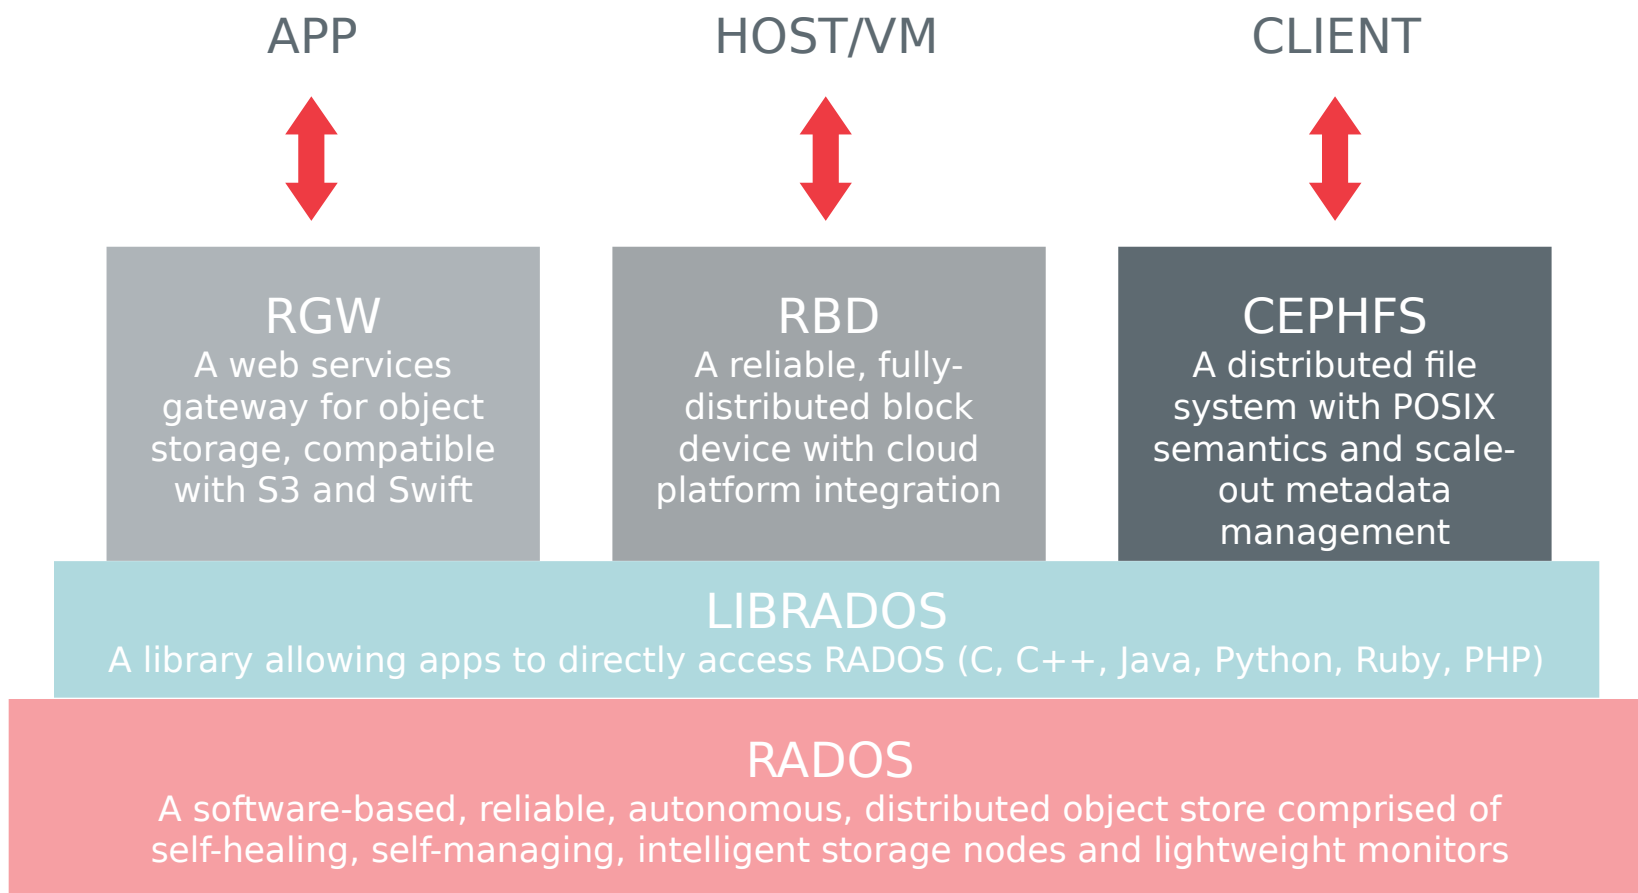 APP
HOST/VM
CLIENT
RGW
A web services
gateway for object
storage, compatible
with S3 and Swift
RBD
A reliable, fully-
distributed block
device with cloud
platform integration
CEPHFS
A distributed file
system with POSIX
semantics and scale-
out metadata
management
LIBRADOS
A library allowing apps to directly access RADOS (C, C++, Java, Python, Ruby, PHP)
RADOS
A software-based, reliable, autonomous, distributed object store comprised of
self-healing, self-managing, intelligent storage nodes and lightweight monitors